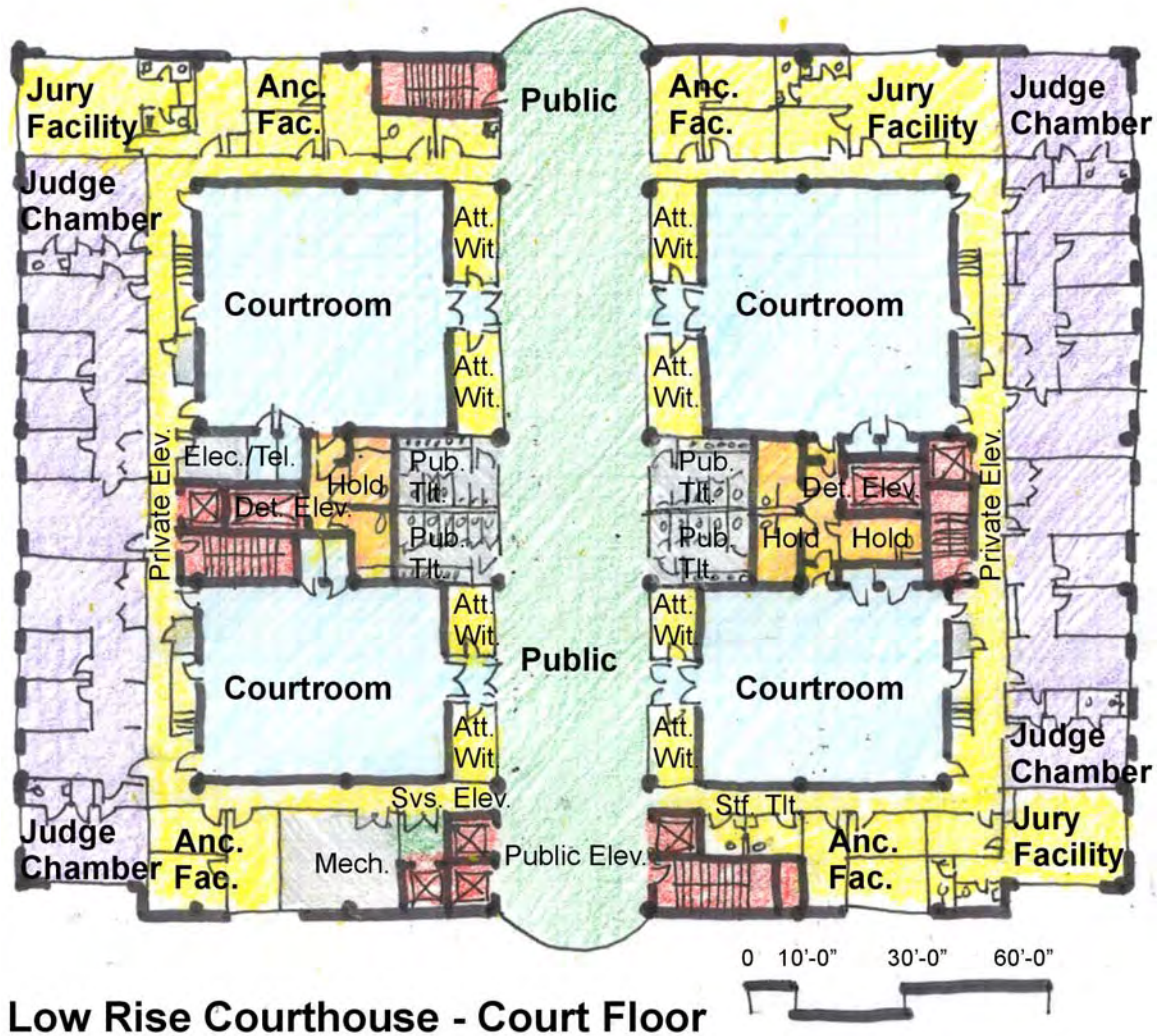 Jury
Facility
Anc.
Fac.
Public
Anc.
Fac.
Jury
Facility
Judge
Chamber
Judge
Chamber
Att.
Wit.
Att.
Wit.
Courtroom
Courtroom
Att.
Wit.
Att.
Wit.
Private Elev.
Elec./Tel.
Det. Elev.
Hold
Pub.
Tlt.
Pub.
Tlt.
Pub.
Tlt.
Pub.
Tlt.
Det. Elev.
Hold
Hold
Private Elev.
Att.
Wit.
Att.
Wit.
Courtroom
Public
Courtroom
Att.
Wit.
Att.
Wit.
Judge
Chamber
Svs. Elev.
Stf. Tlt.
Judge
Chamber
Anc.
Fac.
Mech.
Public Elev.
Anc.
Fac.
Jury
Facility
0 10'-0" 30'-0" 60'-0"
Low Rise Courthouse - Court Floor